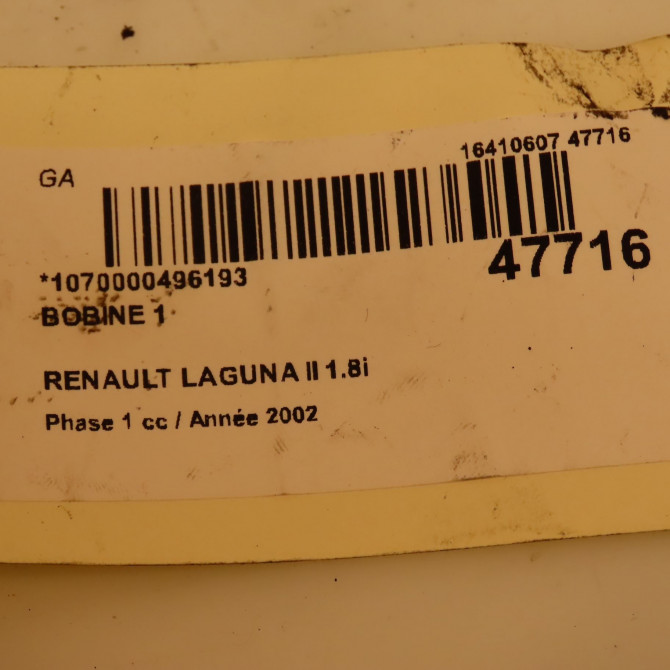 GA
16410607 47716
47716
*1070000496193
BOBINE 1
RENAULT LAGUNA II 1.8i
Phase 1 cc / Année 2002